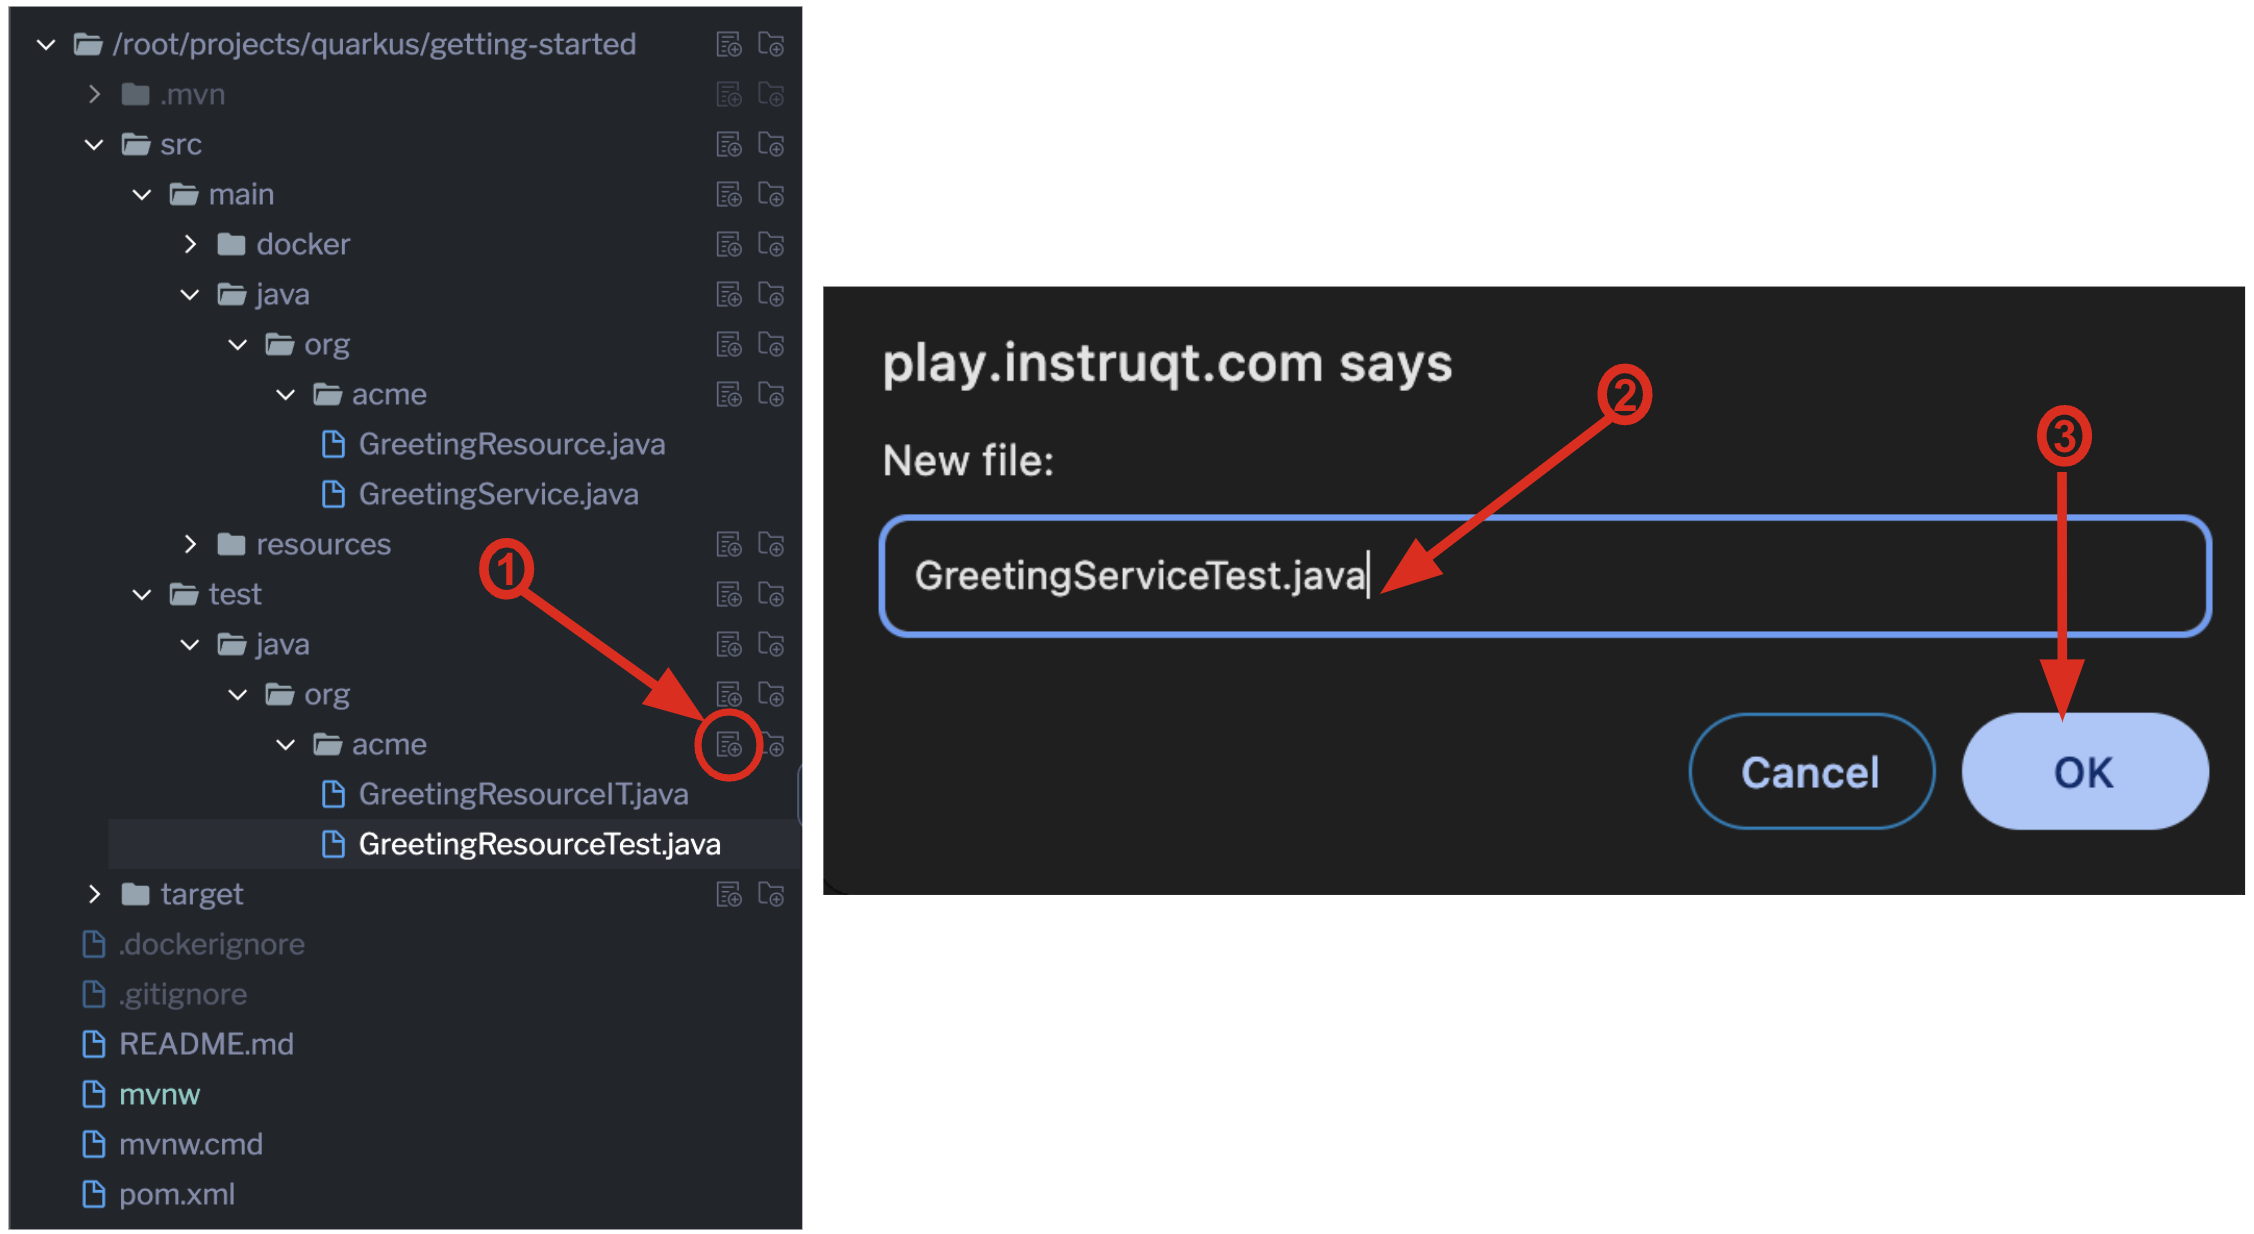 /root/projects/quarkus/getting-started
.mvn
src
main
docker
java
org
acme
GreetingResource.java
GreetingService.java
resources
1
test
java
org
acme
GreetingResourceIT.java
GreetingResourceTest.java
target
.dockerignore
.gitignore
README.md
mvnw
mvnw.cmd
pom.xml
play.instruqt.com says
2
3
New file:
GreetingServiceTest.java
Cancel
OK